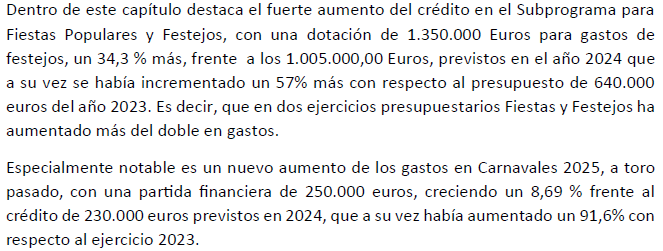 Dentro de este capítulo destaca el fuerte aumento del crédito en el Subprograma para
Fiestas Populares y Festejos, con una dotación de 1.350.000 Euros para gastos de
festejos, un 34,3 % más, frente a los 1.005.000,00 Euros, previstos en el año 2024 que
a su vez se había incrementado un 57% más con respecto al presupuesto de 640.000
euros del año 2023. Es decir, que en dos ejercicios presupuestarios Fiestas y Festejos ha
aumentado más del doble en gastos.
Especialmente notable es un nuevo aumento de los gastos en Carnavales 2025, a toro
pasado, con una partida financiera de 250.000 euros, creciendo un 8,69 % frente al
crédito de 230.000 euros previstos en 2024, que a su vez había aumentado un 91,6% con
respecto al ejercicio 2023.